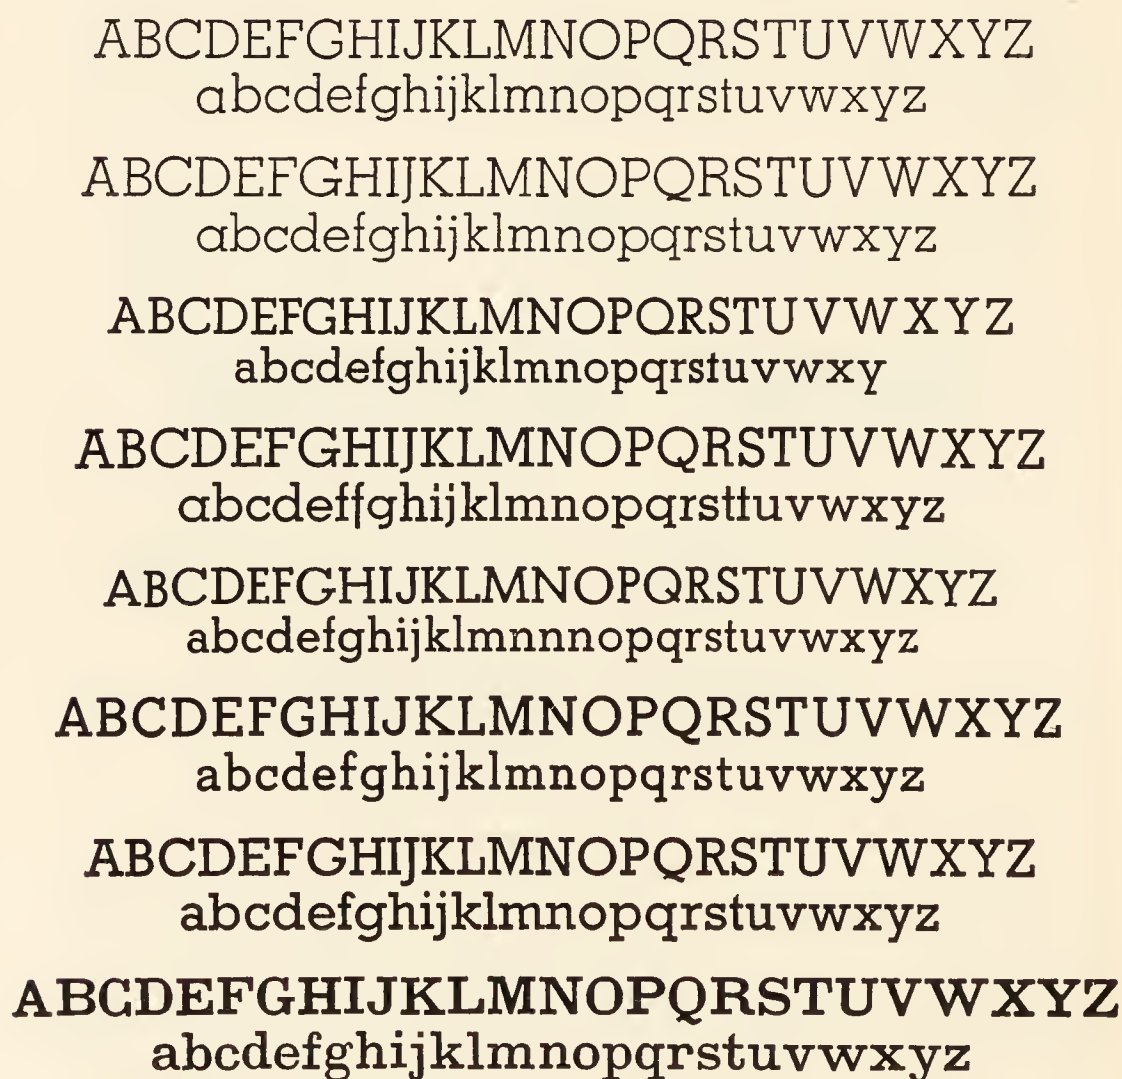 ABCDEFGHIJKLMNOPQRSTUVWXYZ
abcdefghijklmnopqrstuvwxyz
ABCDEFGHIJKLMNOPQRSTUVWXYZ
abcdefghijklmnopqrstuvwxyz
ABCDEFGHIJKLMNOPQRSTUVWXYZ
abcdefghijklmnopqrstuvwxy
ABCDEFGHIJKLMNOPQRSTUVWXYZ
abcdeffghijklmnopqrsttuvwxyz
ABCDEFGHIJKLMNOPQRSTUVWXYZ
abcdefghijklmnnnopqrstuvwxyz
ABCDEFGHIJKLMNOPQRSTUVWXYZ
abcdefghijklmnopqrstuvwxyz
ABCDEFGHIJKLMNOPQRSTUVWXYZ
abcdefghijklmnopqrstuvwxyz
ABCDEFGHIJKLMNOPQRSTUVWXYZ
abcdefghijklmnopqrstuvwxyz